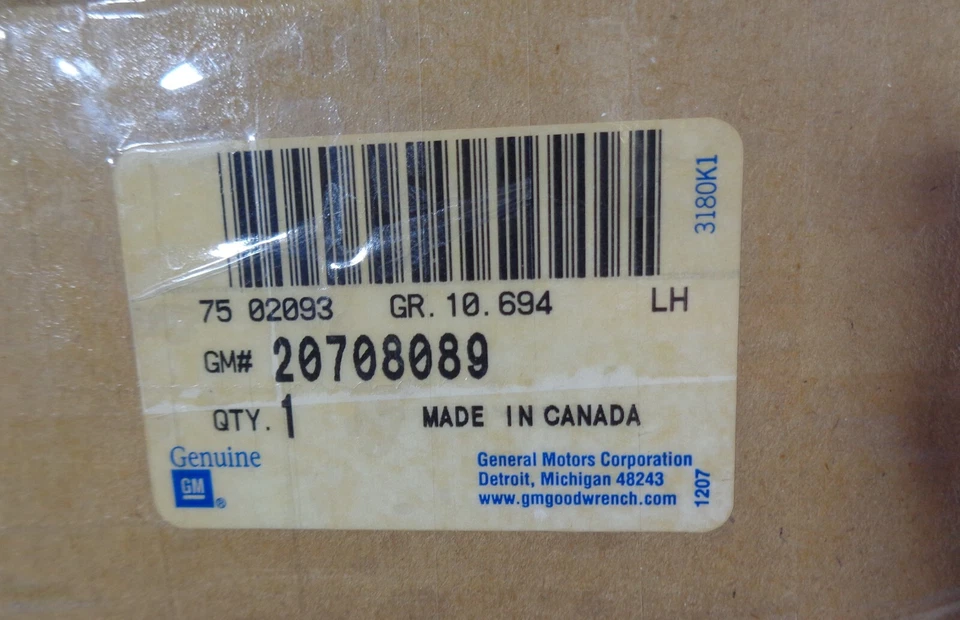 3180K1
75 02093 GR. 10.694 LH
GM# 20708089
QTY. 1 MADE IN CANADA
Genuine
GM®
General Motors Corporation
Detroit, Michigan 48243
www.gmgoodwrench.com
1207